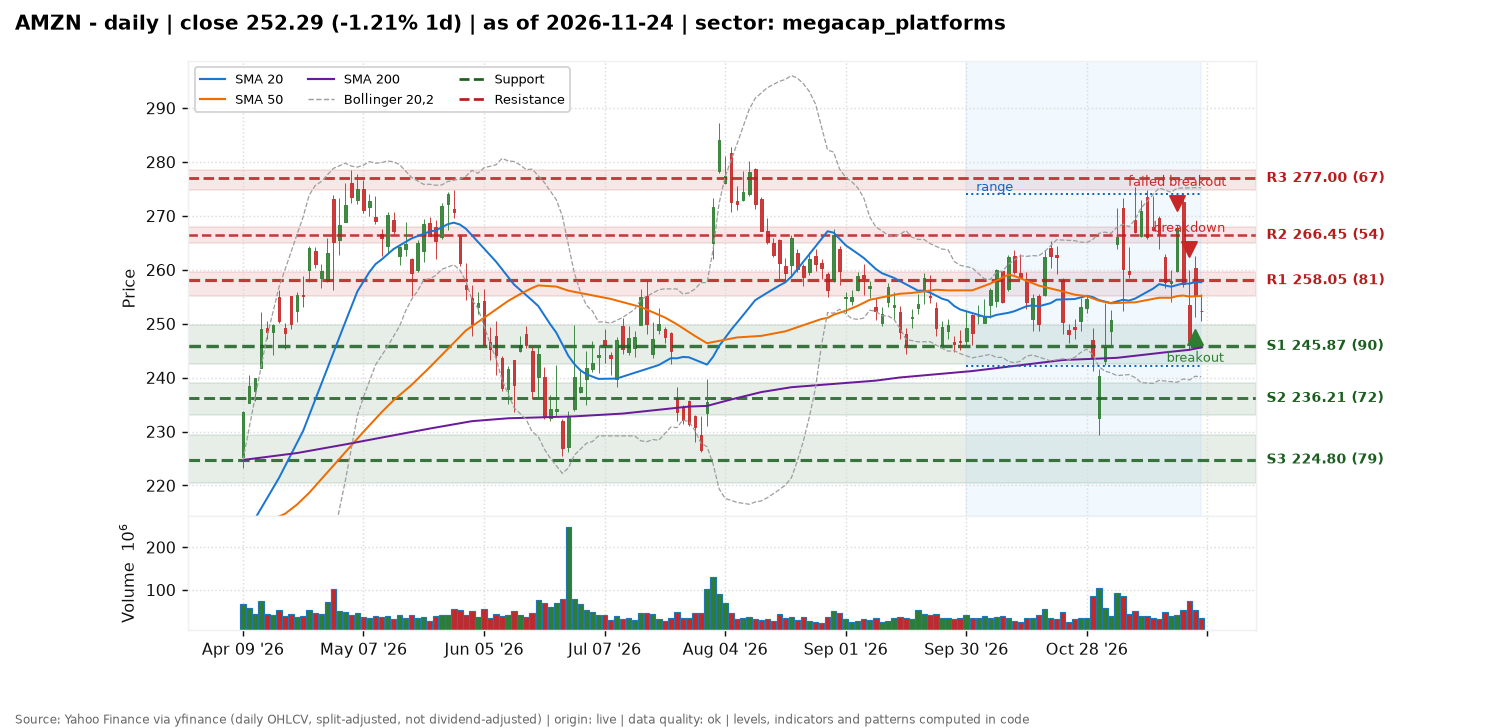 AMZN - daily | close 252.29 (-1.21% 1d) | as of 2026-11-24 | sector: megacap_platforms
SMA 20
SMA 50
SMA 200
Bollinger 20,2
Support
Resistance
Price
290
280
270
260
250
240
230
220
range
failed breakout
breakdown
breakout
R3 277.00 (67)
R2 266.45 (54)
R1 258.05 (81)
S1 245.87 (90)
S2 236.21 (72)
S3 224.80 (79)
Volume 10⁶
200
100
Apr 09 '26
May 07 '26
Jun 05 '26
Jul 07 '26
Aug 04 '26
Sep 01 '26
Sep 30 '26
Oct 28 '26
Source: Yahoo Finance via yfinance (daily OHLCV, split-adjusted, not dividend-adjusted) | origin: live | data quality: ok | levels, indicators and patterns computed in code